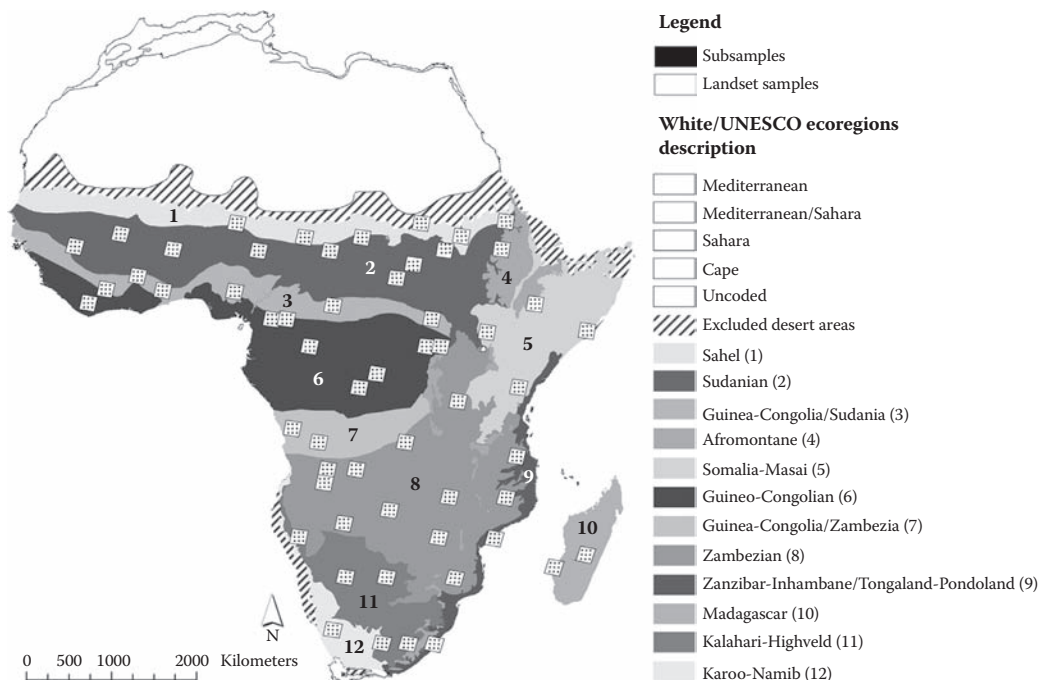 Legend
Subsamples
Landset samples
White/UNESCO ecoregions
description
Mediterranean
Mediterranean/Sahara
Sahara
Cape
Uncoded
Excluded desert areas
Sahel (1)
Sudanian (2)
Guinea-Congolia/Sudania (3)
Afromontane (4)
Somalia-Masai (5)
Guineo-Congolian (6)
Guinea-Congolia/Zambezia (7)
Zambezian (8)
Zanzibar-Inhambane/Tongaland-Pondoland (9)
Madagascar (10)
Kalahari-Highveld (11)
Karoo-Namib (12)
1
2
3
4
5
6
7
8
9
10
11
12
N
0 500 1000 2000 Kilometers